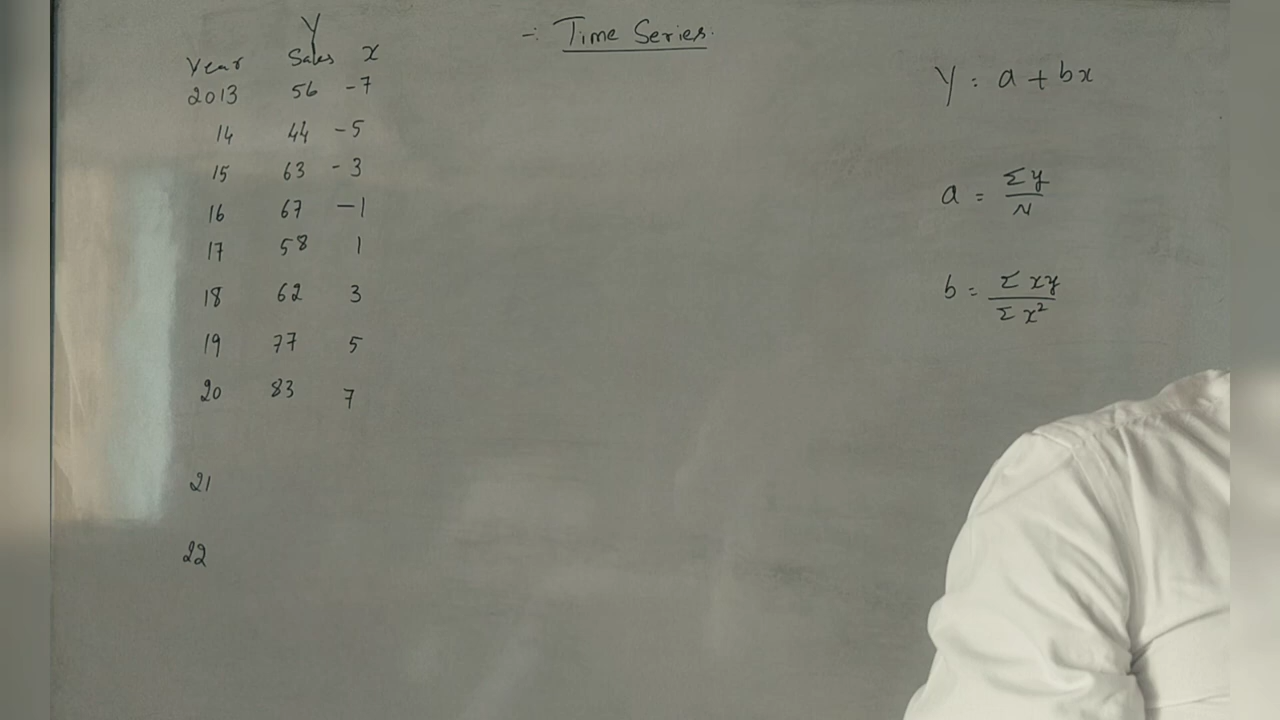 -: Time Series.
Y
Year Sales x
2013 56 -7
14 44 -5
15 63 -3
16 67 -1
17 58 1
18 62 3
19 77 5
20 83 7
21
22
Y = a + bx
a = Σy / N
b = Σxy / Σx²